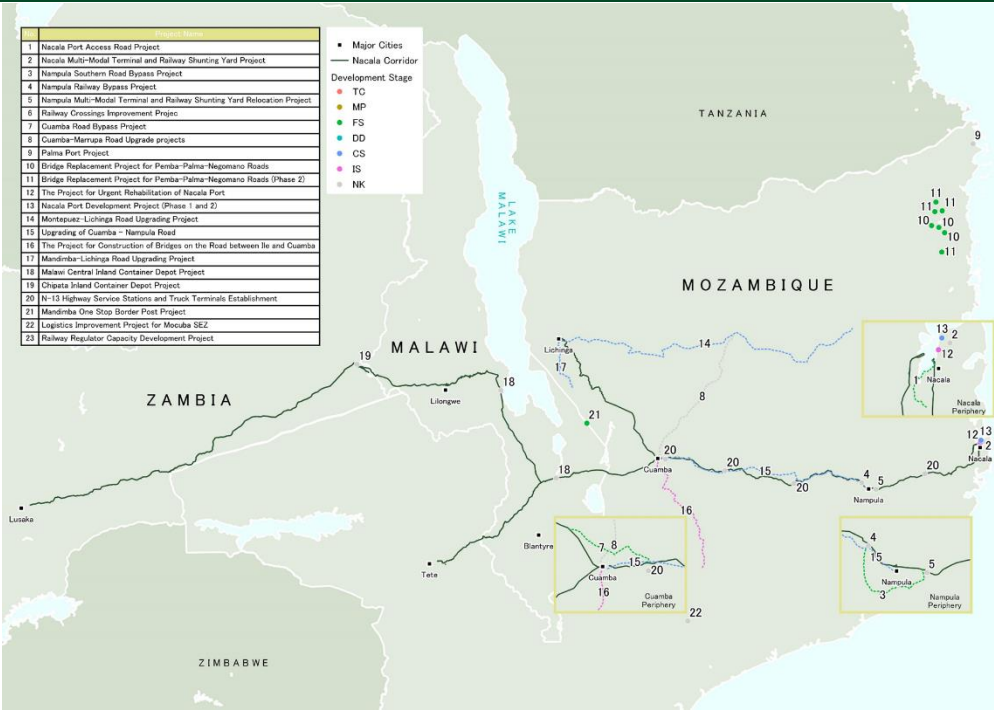 No. Project Name
1 Nacala Port Access Road Project
2 Nacala Multi-Modal Terminal and Railway Shunting Yard Project
3 Nampula Southern Road Bypass Project
4 Nampula Railway Bypass Project
5 Nampula Multi-Modal Terminal and Railway Shunting Yard Relocation Project
6 Railway Crossings Improvement Projec
7 Cuamba Road Bypass Project
8 Cuamba-Marrupa Road Upgrade projects
9 Palma Port Project
10 Bridge Replacement Project for Pemba-Palma-Negomano Roads
11 Bridge Replacement Project for Pemba-Palma-Negomano Roads (Phase 2)
12 The Project for Urgent Rehabilitation of Nacala Port
13 Nacala Port Development Project (Phase 1 and 2)
14 Montepuez-Lichinga Road Upgrading Project
15 Upgrading of Cuamba - Nampula Road
16 The Project for Construction of Bridges on the Road between Ile and Cuamba
17 Mandimba-Lichinga Road Upgrading Project
18 Malawi Central Inland Container Depot Project
19 Chipata Inland Container Depot Project
20 N-13 Highway Service Stations and Truck Terminals Establishment
21 Mandimba One Stop Border Post Project
22 Logistics Improvement Project for Mocuba SEZ
23 Railway Regulator Capacity Development Project
Major Cities
Nacala Corridor
Development Stage
TC
MP
FS
DD
CS
IS
NK
TANZANIA
9
LAKE
MALAWI
11
11
11
10
10
10
11
MOZAMBIQUE
13
2
12
1
Nacala
Nacala
Periphery
MALAWI
19
Lichinga
17
14
8
ZAMBIA
Lilongwe
18
21
12 13
2
Nacala
20
Cuamba
20
15
20
4
5
20
Nampula
18
16
Lusaka
Blantyre
Tete
7 8
15
20
Cuamba
16
Cuamba
Periphery
4
15
5
Nampula
3
Nampula
Periphery
22
ZIMBABWE